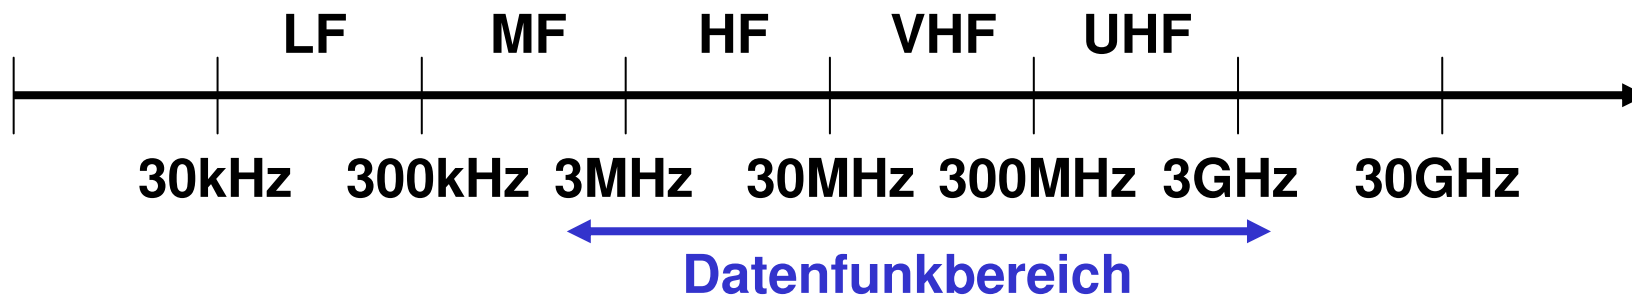 LF MF HF VHF UHF
30kHz 300kHz 3MHz 30MHz 300MHz 3GHz 30GHz
Datenfunkbereich